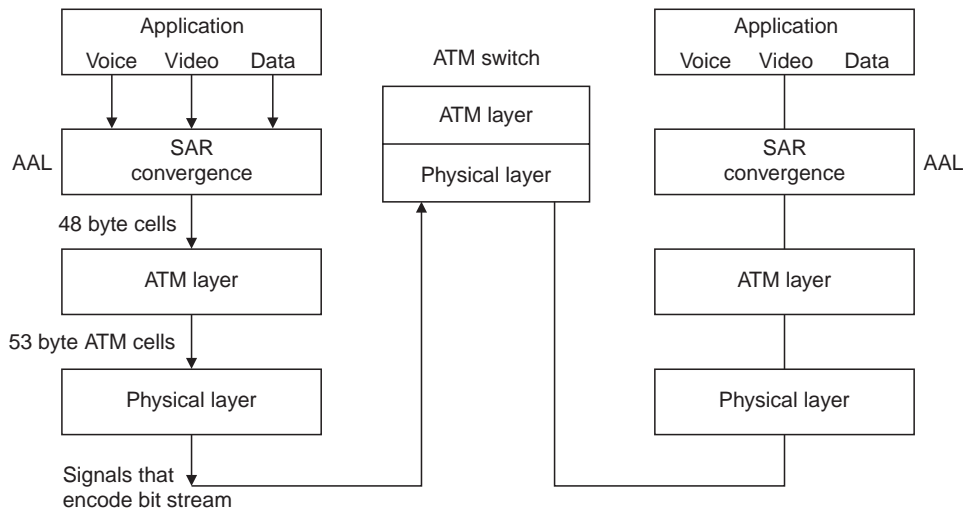 Application
Voice Video Data
AAL
SAR
convergence
48 byte cells
ATM layer
53 byte ATM cells
Physical layer
Signals that
encode bit stream
ATM switch
ATM layer
Physical layer
Application
Voice Video Data
SAR
convergence
AAL
ATM layer
Physical layer